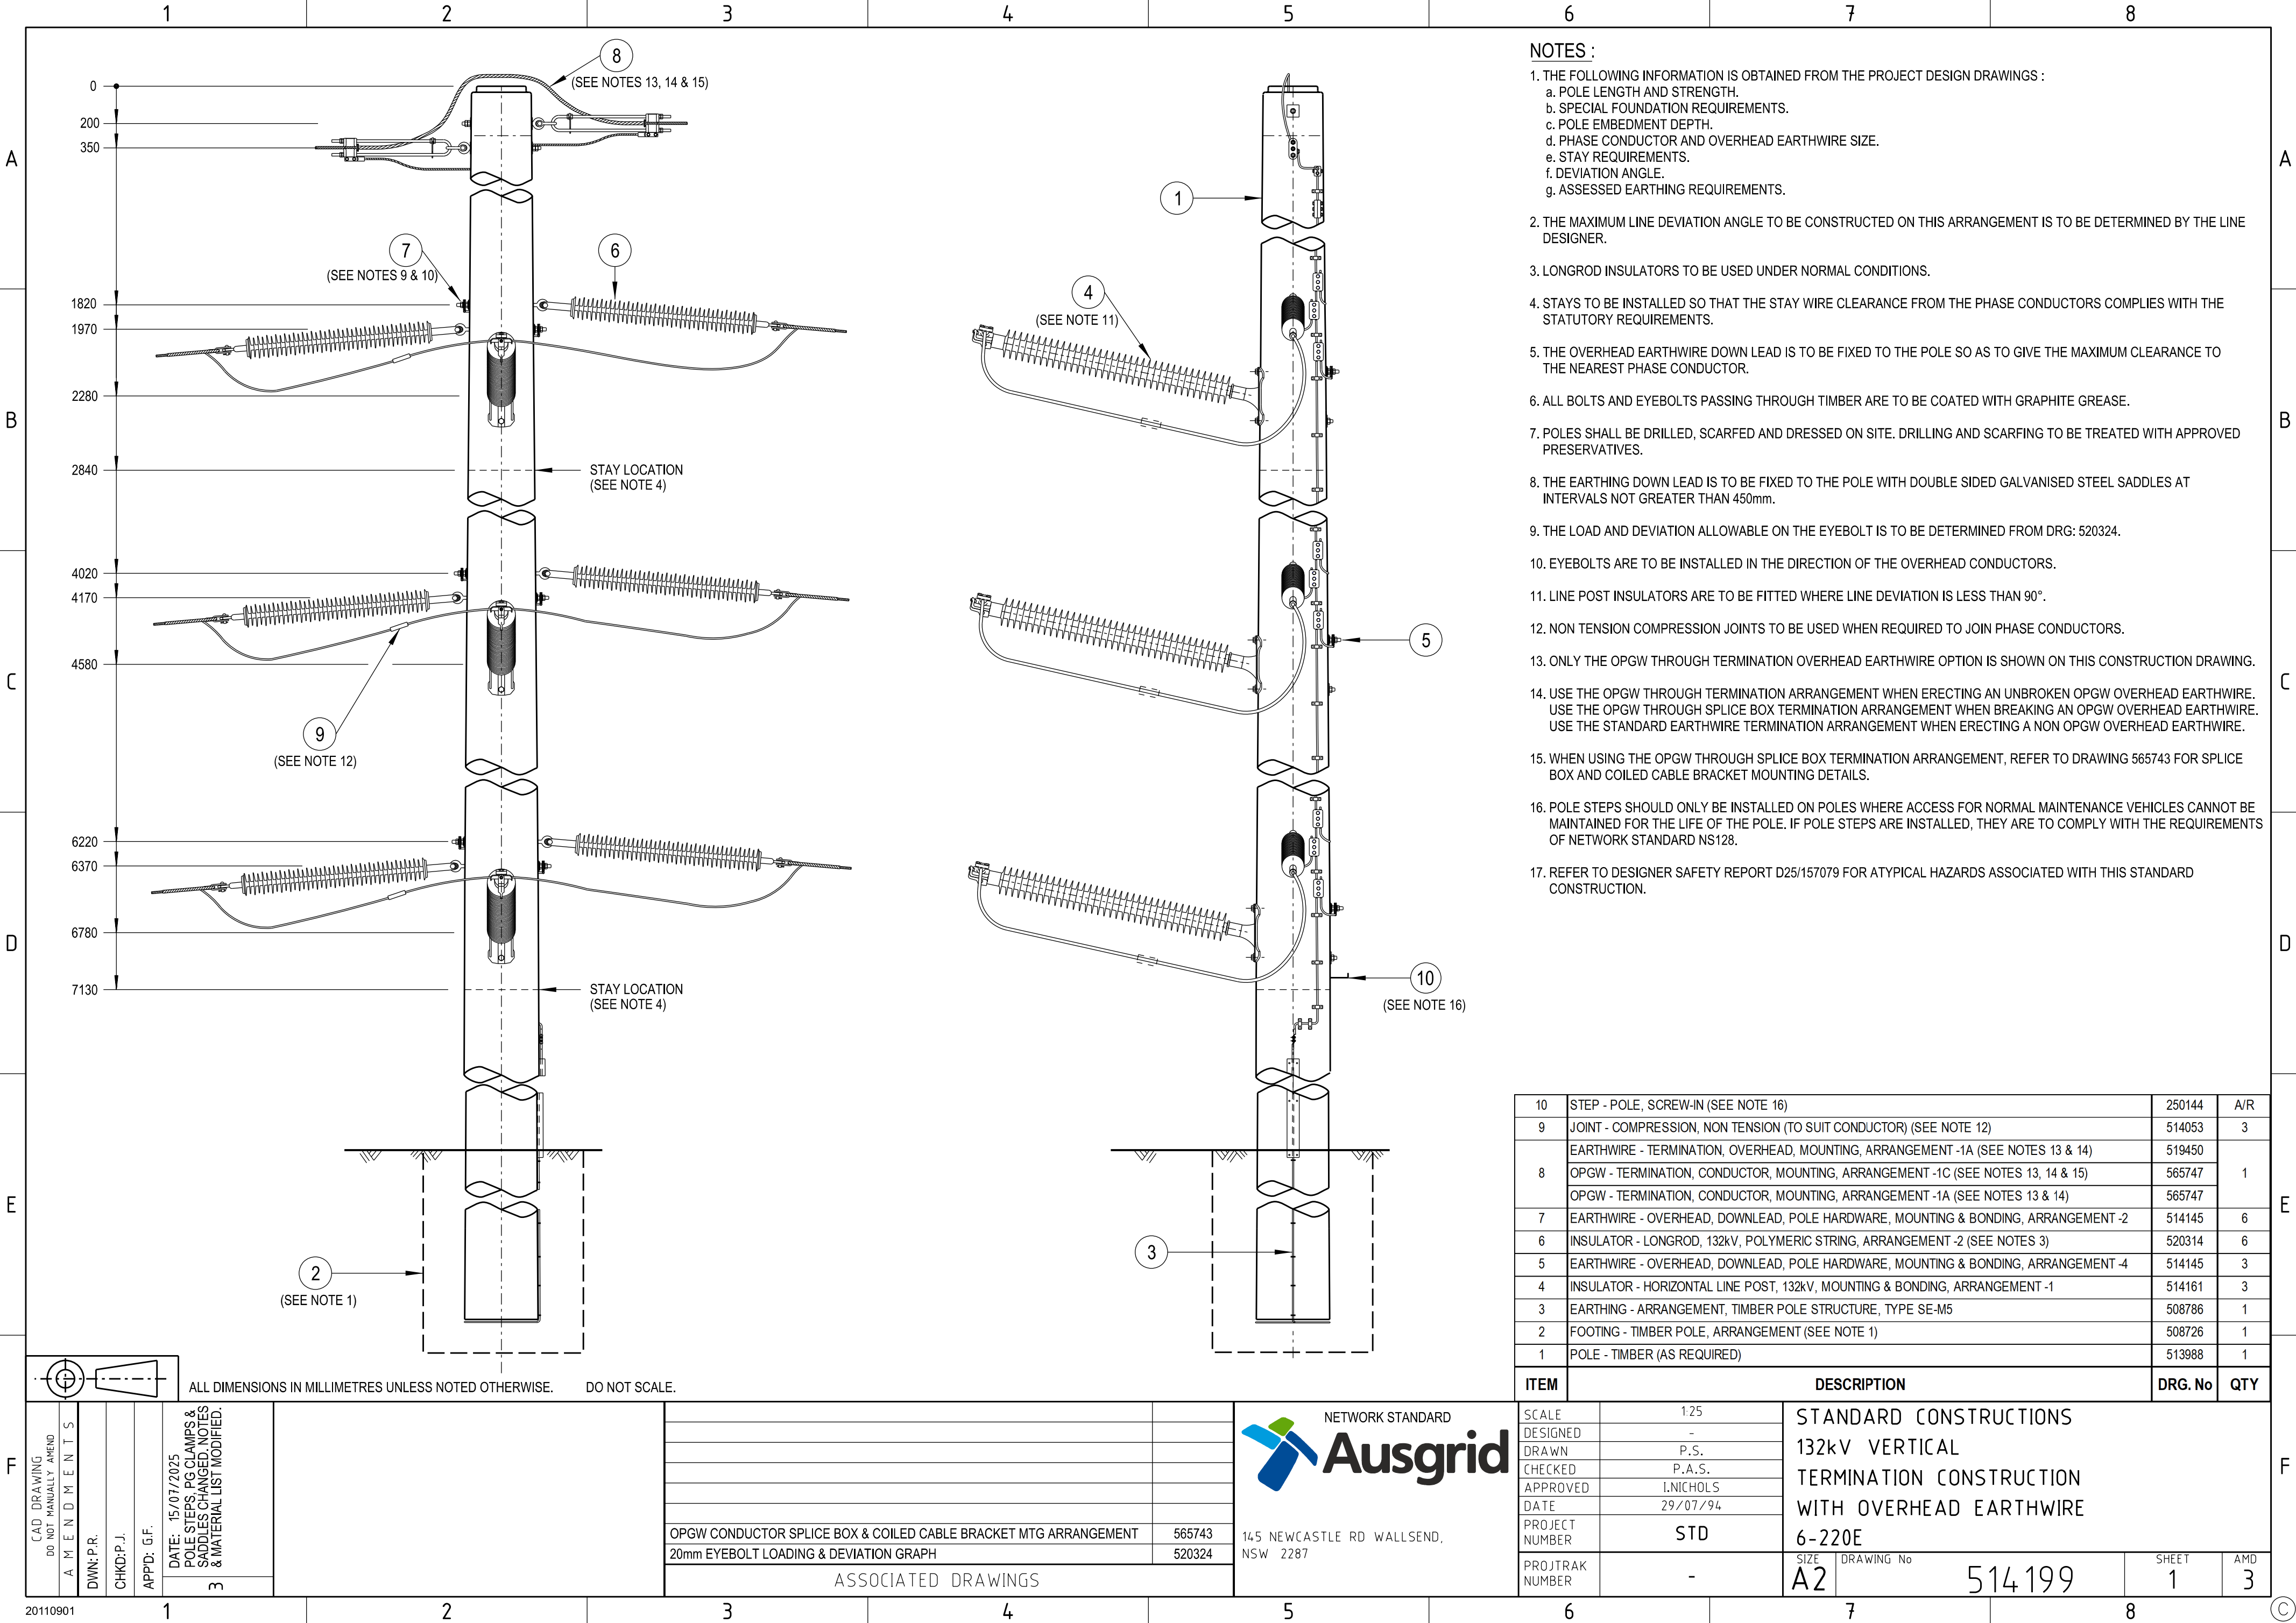 1 2 3 4 5 6 7 8
A
B
C
D
E
F
A
B
C
D
E
F
0
200
350
1820
1970
2280
2840
4020
4170
4580
6220
6370
6780
7130
8
(SEE NOTES 13, 14 & 15)
7
(SEE NOTES 9 & 10)
6
STAY LOCATION
(SEE NOTE 4)
9
(SEE NOTE 12)
STAY LOCATION
(SEE NOTE 4)
2
(SEE NOTE 1)
1
4
(SEE NOTE 11)
5
10
(SEE NOTE 16)
3
NOTES :
1. THE FOLLOWING INFORMATION IS OBTAINED FROM THE PROJECT DESIGN DRAWINGS :
a. POLE LENGTH AND STRENGTH.
b. SPECIAL FOUNDATION REQUIREMENTS.
c. POLE EMBEDMENT DEPTH.
d. PHASE CONDUCTOR AND OVERHEAD EARTHWIRE SIZE.
e. STAY REQUIREMENTS.
f. DEVIATION ANGLE.
g. ASSESSED EARTHING REQUIREMENTS.
2. THE MAXIMUM LINE DEVIATION ANGLE TO BE CONSTRUCTED ON THIS ARRANGEMENT IS TO BE DETERMINED BY THE LINE
DESIGNER.
3. LONGROD INSULATORS TO BE USED UNDER NORMAL CONDITIONS.
4. STAYS TO BE INSTALLED SO THAT THE STAY WIRE CLEARANCE FROM THE PHASE CONDUCTORS COMPLIES WITH THE
STATUTORY REQUIREMENTS.
5. THE OVERHEAD EARTHWIRE DOWN LEAD IS TO BE FIXED TO THE POLE SO AS TO GIVE THE MAXIMUM CLEARANCE TO
THE NEAREST PHASE CONDUCTOR.
6. ALL BOLTS AND EYEBOLTS PASSING THROUGH TIMBER ARE TO BE COATED WITH GRAPHITE GREASE.
7. POLES SHALL BE DRILLED, SCARFED AND DRESSED ON SITE. DRILLING AND SCARFING TO BE TREATED WITH APPROVED
PRESERVATIVES.
8. THE EARTHING DOWN LEAD IS TO BE FIXED TO THE POLE WITH DOUBLE SIDED GALVANISED STEEL SADDLES AT
INTERVALS NOT GREATER THAN 450mm.
9. THE LOAD AND DEVIATION ALLOWABLE ON THE EYEBOLT IS TO BE DETERMINED FROM DRG: 520324.
10. EYEBOLTS ARE TO BE INSTALLED IN THE DIRECTION OF THE OVERHEAD CONDUCTORS.
11. LINE POST INSULATORS ARE TO BE FITTED WHERE LINE DEVIATION IS LESS THAN 90°.
12. NON TENSION COMPRESSION JOINTS TO BE USED WHEN REQUIRED TO JOIN PHASE CONDUCTORS.
13. ONLY THE OPGW THROUGH TERMINATION OVERHEAD EARTHWIRE OPTION IS SHOWN ON THIS CONSTRUCTION DRAWING.
14. USE THE OPGW THROUGH TERMINATION ARRANGEMENT WHEN ERECTING AN UNBROKEN OPGW OVERHEAD EARTHWIRE.
USE THE OPGW THROUGH SPLICE BOX TERMINATION ARRANGEMENT WHEN BREAKING AN OPGW OVERHEAD EARTHWIRE.
USE THE STANDARD EARTHWIRE TERMINATION ARRANGEMENT WHEN ERECTING A NON OPGW OVERHEAD EARTHWIRE.
15. WHEN USING THE OPGW THROUGH SPLICE BOX TERMINATION ARRANGEMENT, REFER TO DRAWING 565743 FOR SPLICE
BOX AND COILED CABLE BRACKET MOUNTING DETAILS.
16. POLE STEPS SHOULD ONLY BE INSTALLED ON POLES WHERE ACCESS FOR NORMAL MAINTENANCE VEHICLES CANNOT BE
MAINTAINED FOR THE LIFE OF THE POLE. IF POLE STEPS ARE INSTALLED, THEY ARE TO COMPLY WITH THE REQUIREMENTS
OF NETWORK STANDARD NS128.
17. REFER TO DESIGNER SAFETY REPORT D25/157079 FOR ATYPICAL HAZARDS ASSOCIATED WITH THIS STANDARD
CONSTRUCTION.
10 STEP - POLE, SCREW-IN (SEE NOTE 16) 250144 A/R
9 JOINT - COMPRESSION, NON TENSION (TO SUIT CONDUCTOR) (SEE NOTE 12) 514053 3
EARTHWIRE - TERMINATION, OVERHEAD, MOUNTING, ARRANGEMENT -1A (SEE NOTES 13 & 14) 519450
8 OPGW - TERMINATION, CONDUCTOR, MOUNTING, ARRANGEMENT -1C (SEE NOTES 13, 14 & 15) 565747 1
OPGW - TERMINATION, CONDUCTOR, MOUNTING, ARRANGEMENT -1A (SEE NOTES 13 & 14) 565747
7 EARTHWIRE - OVERHEAD, DOWNLEAD, POLE HARDWARE, MOUNTING & BONDING, ARRANGEMENT -2 514145 6
6 INSULATOR - LONGROD, 132kV, POLYMERIC STRING, ARRANGEMENT -2 (SEE NOTES 3) 520314 6
5 EARTHWIRE - OVERHEAD, DOWNLEAD, POLE HARDWARE, MOUNTING & BONDING, ARRANGEMENT -4 514145 3
4 INSULATOR - HORIZONTAL LINE POST, 132kV, MOUNTING & BONDING, ARRANGEMENT -1 514161 3
3 EARTHING - ARRANGEMENT, TIMBER POLE STRUCTURE, TYPE SE-M5 508786 1
2 FOOTING - TIMBER POLE, ARRANGEMENT (SEE NOTE 1) 508726 1
1 POLE - TIMBER (AS REQUIRED) 513988 1
ITEM DESCRIPTION DRG. No QTY
ALL DIMENSIONS IN MILLIMETRES UNLESS NOTED OTHERWISE. DO NOT SCALE.
CAD DRAWING
DO NOT MANUALLY AMEND
AMENDMENTS
DWN: P.R.
CHKD: P.J.
APP'D: G.F.
DATE: 15/07/2025
POLE STEPS, PG CLAMPS &
SADDLES CHANGED. NOTES
& MATERIAL LIST MODIFIED.
3
OPGW CONDUCTOR SPLICE BOX & COILED CABLE BRACKET MTG ARRANGEMENT 565743
20mm EYEBOLT LOADING & DEVIATION GRAPH 520324
ASSOCIATED DRAWINGS
NETWORK STANDARD
Ausgrid
145 NEWCASTLE RD WALLSEND,
NSW 2287
SCALE 1:25
DESIGNED -
DRAWN P.S.
CHECKED P.A.S.
APPROVED I.NICHOLS
DATE 29/07/94
PROJECT
NUMBER STD
PROJTRAK
NUMBER -
STANDARD CONSTRUCTIONS
132kV VERTICAL
TERMINATION CONSTRUCTION
WITH OVERHEAD EARTHWIRE
6-220E
SIZE DRAWING No SHEET AMD
A2 514199 1 3
20110901
1 2 3 4 5 6 7 8
©